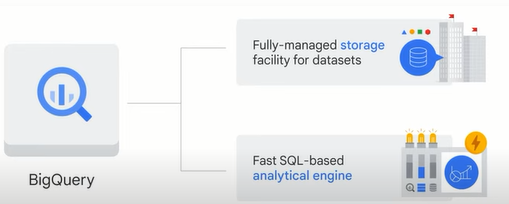 Fully-managed storage
facility for datasets
BigQuery
Fast SQL-based
analytical engine